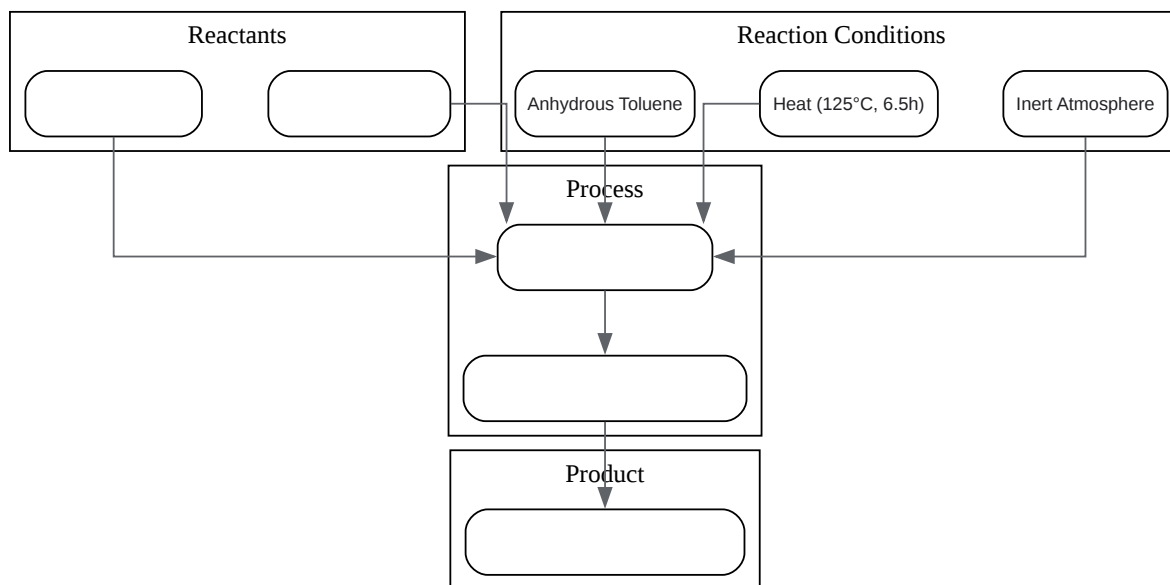 Reactants
Reaction Conditions
Anhydrous Toluene
Heat (125°C, 6.5h)
Inert Atmosphere
Process
Product